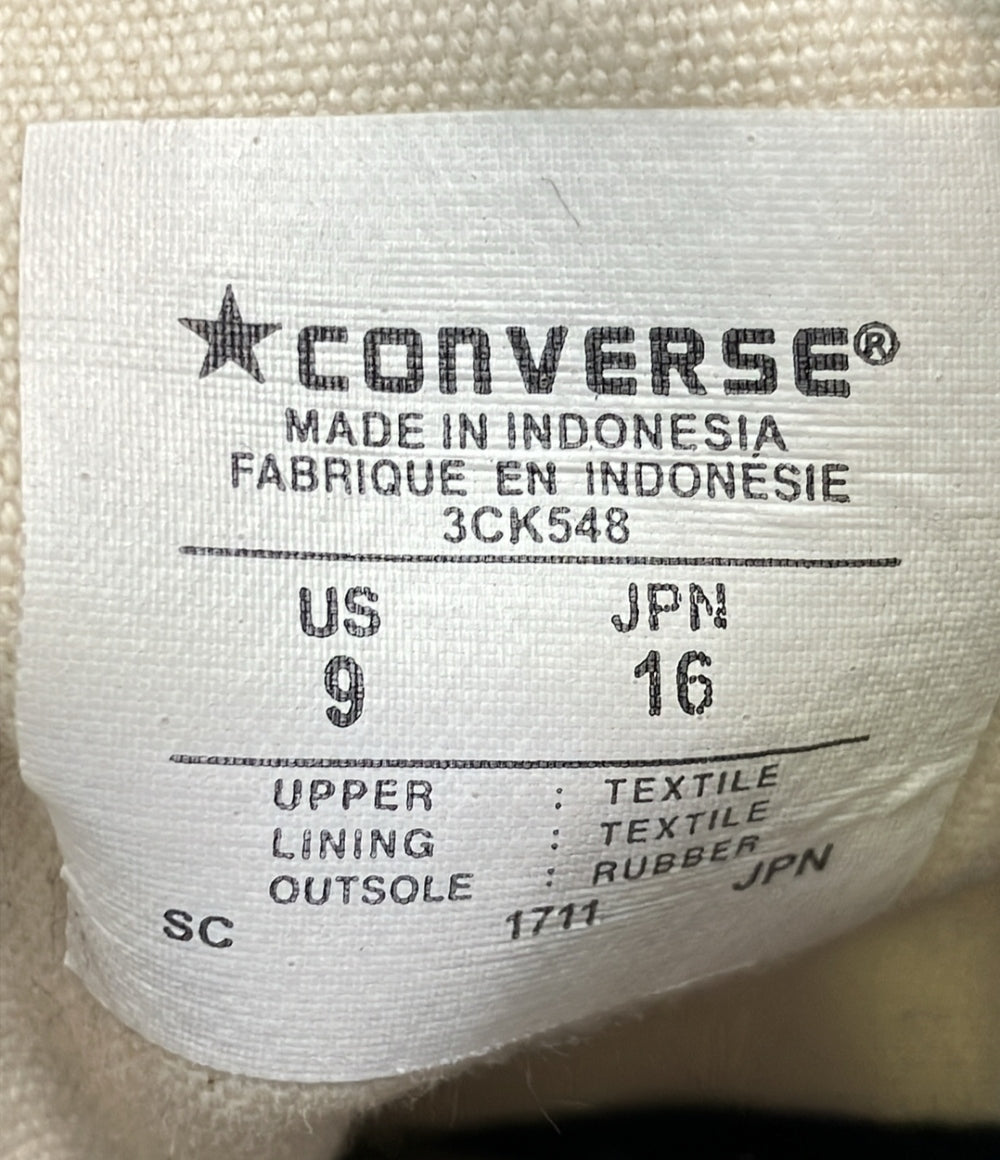 ★CONVERSE®
MADE IN INDONESIA
FABRIQUE EN INDONÉSIE
3CK548
US JPN
9 16
UPPER : TEXTILE
LINING : TEXTILE
OUTSOLE : RUBBER
SC 1711 JPN